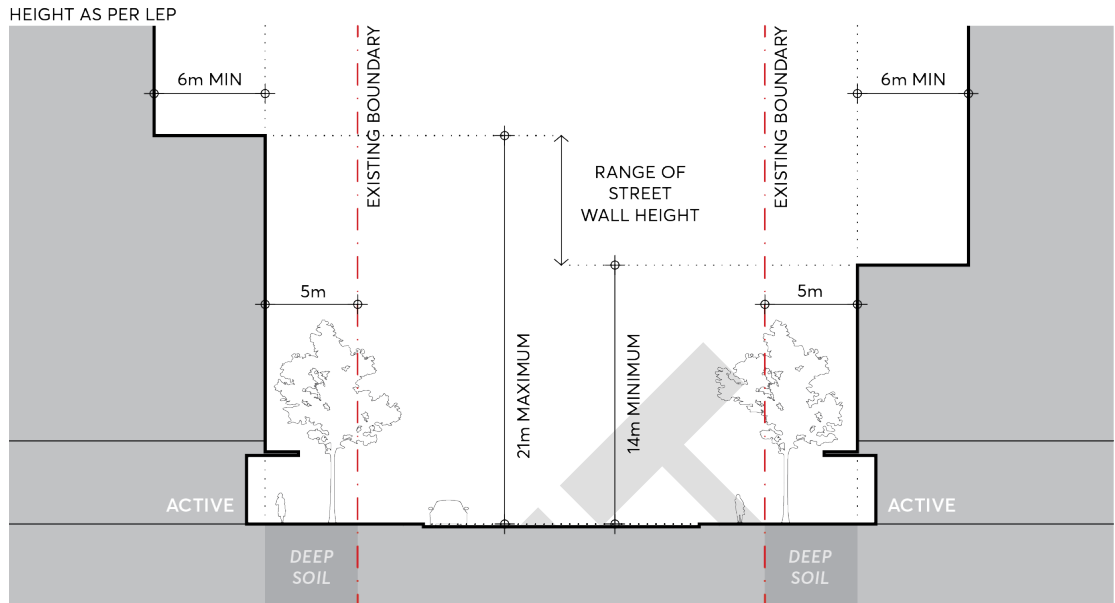 HEIGHT AS PER LEP
6m MIN
EXISTING BOUNDARY
EXISTING BOUNDARY
6m MIN
RANGE OF
STREET
WALL HEIGHT
5m
5m
21m MAXIMUM
14m MINIMUM
ACTIVE
ACTIVE
DEEP
SOIL
DEEP
SOIL